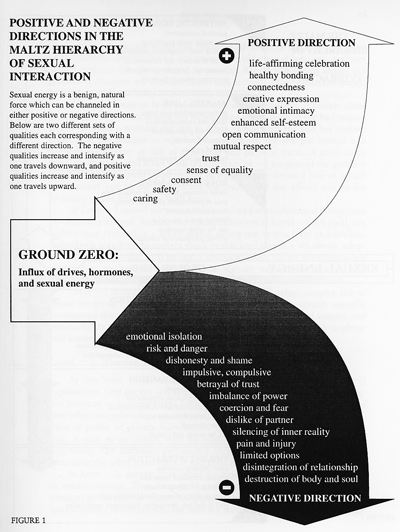 POSITIVE AND NEGATIVE
DIRECTIONS IN THE
MALTZ HIERARCHY
OF SEXUAL
INTERACTION
Sexual energy is a benign, natural
force which can be channeled in
either positive or negative directions.
Below are two different sets of
qualities each corresponding with a
different direction. The negative
qualities increase and intensify as
one travels downward, and positive
qualities increase and intensify as
one travels upward.
+
POSITIVE DIRECTION
life-affirming celebration
healthy bonding
connectedness
creative expression
emotional intimacy
enhanced self-esteem
open communication
mutual respect
trust
sense of equality
consent
safety
caring
GROUND ZERO:
Influx of drives, hormones,
and sexual energy
emotional isolation
risk and danger
dishonesty and shame
impulsive, compulsive
betrayal of trust
imbalance of power
coercion and fear
dislike of partner
silencing of inner reality
pain and injury
limited options
disintegration of relationship
destruction of body and soul
-
NEGATIVE DIRECTION
FIGURE 1